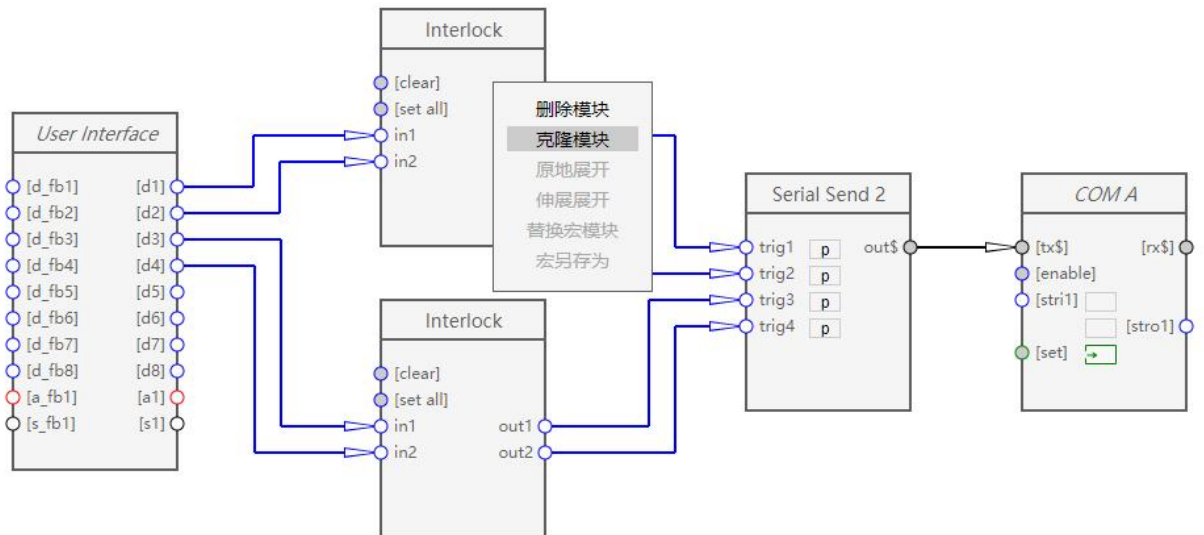 Interlock
[clear]
[set all]
in1
in2
删除模块
克隆模块
原地展开
伸展展开
替换宏模块
宏另存为
User Interface
[d_fb1] [d1]
[d_fb2] [d2]
[d_fb3] [d3]
[d_fb4] [d4]
[d_fb5] [d5]
[d_fb6] [d6]
[d_fb7] [d7]
[d_fb8] [d8]
[a_fb1] [a1]
[s_fb1] [s1]
Interlock
[clear]
[set all]
in1 out1
in2 out2
Serial Send 2
trig1 p out$
trig2 p
trig3 p
trig4 p
COM A
[tx$] [rx$]
[enable]
[stri1]
[stro1]
[set]